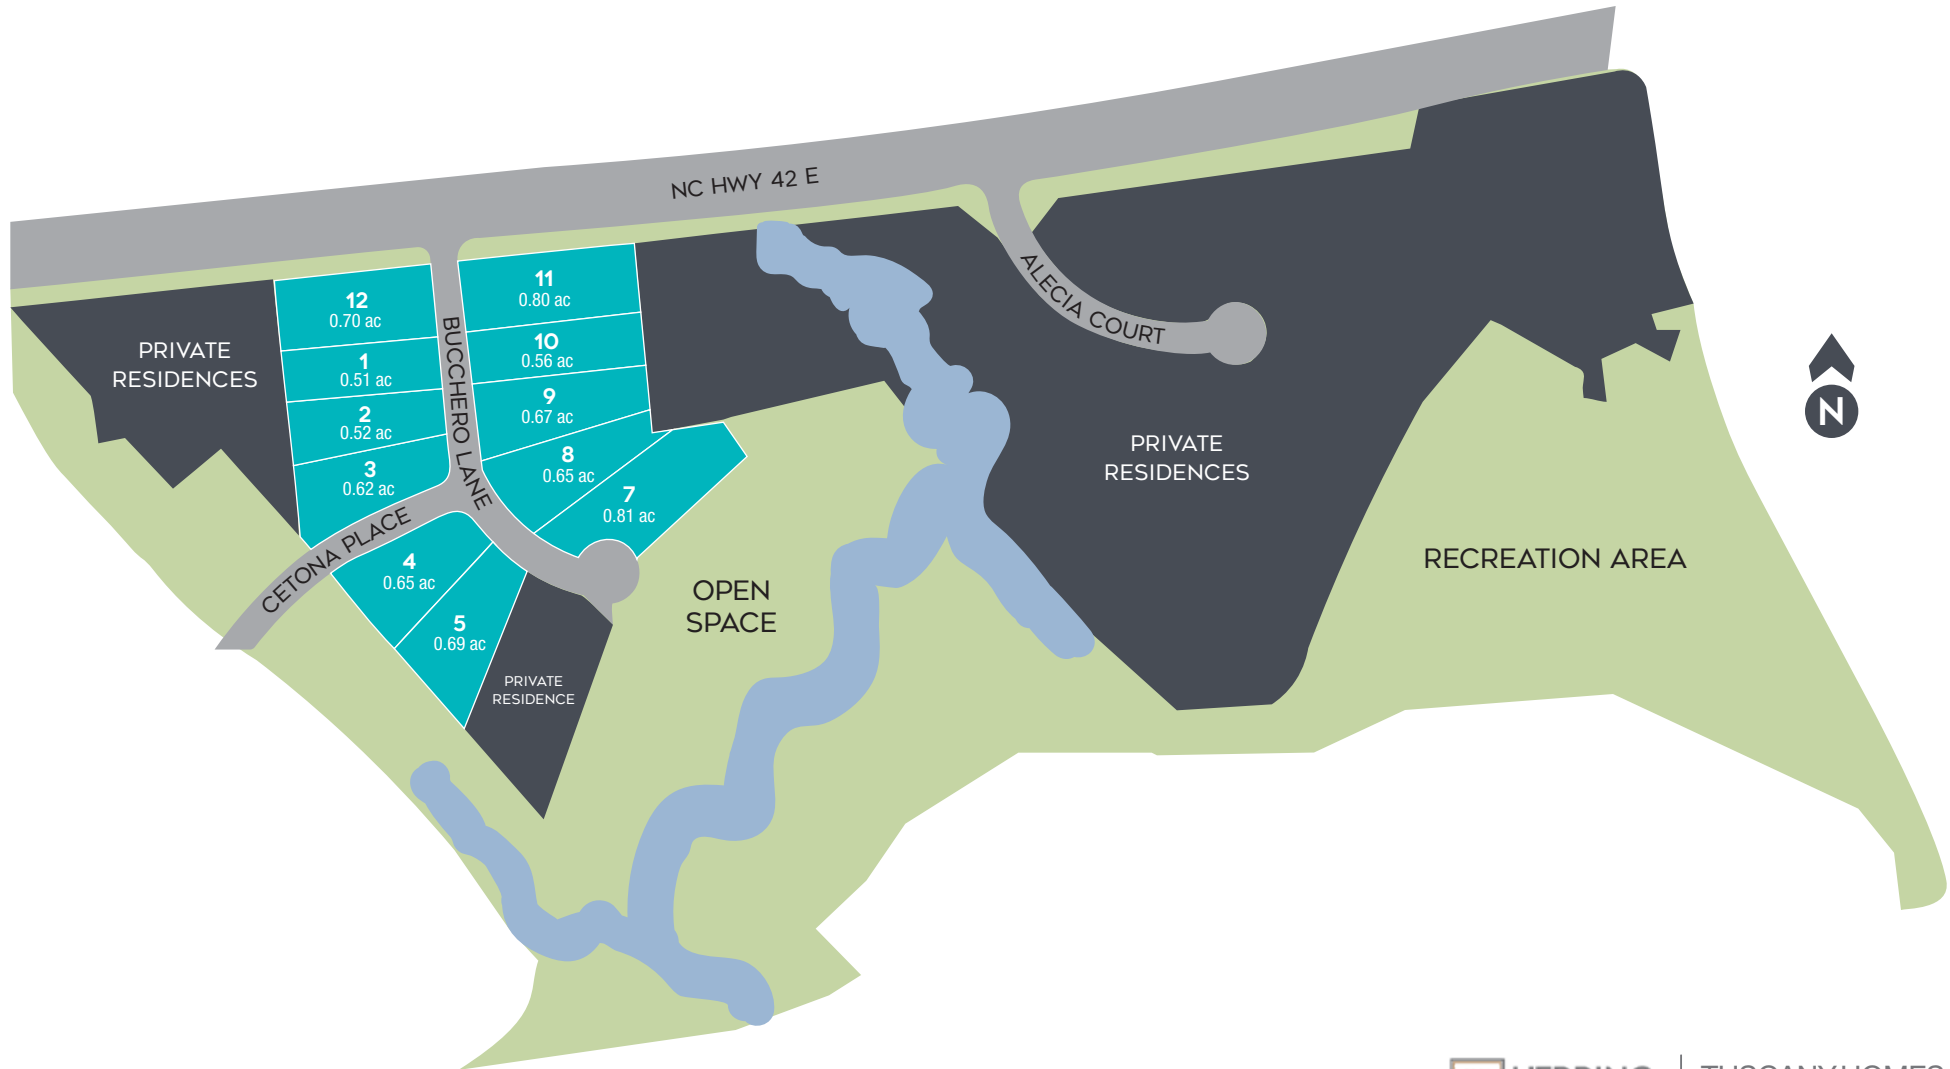 NC HWY 42 E
12
0.70 ac
11
0.80 ac
BUCCHERO LANE
ALECIA COURT
PRIVATE
RESIDENCES
1
0.51 ac
10
0.56 ac
2
0.52 ac
9
0.67 ac
3
0.62 ac
8
0.65 ac
7
0.81 ac
N
PRIVATE
RESIDENCES
CETONA PLACE
4
0.65 ac
5
0.69 ac
OPEN
SPACE
RECREATION AREA
PRIVATE
RESIDENCE